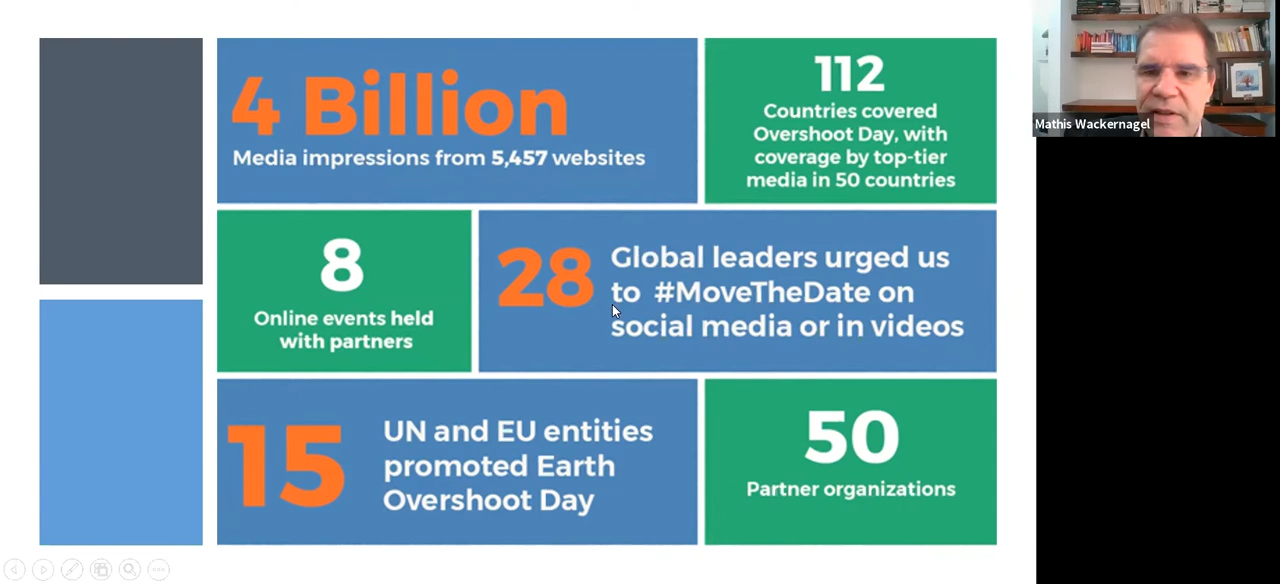 4 Billion
Media impressions from 5,457 websites
112
Countries covered
Overshoot Day, with
coverage by top-tier
media in 50 countries
8
Online events held
with partners
28
Global leaders urged us
to #MoveTheDate on
social media or in videos
15
UN and EU entities
promoted Earth
Overshoot Day
50
Partner organizations
Mathis Wackernagel